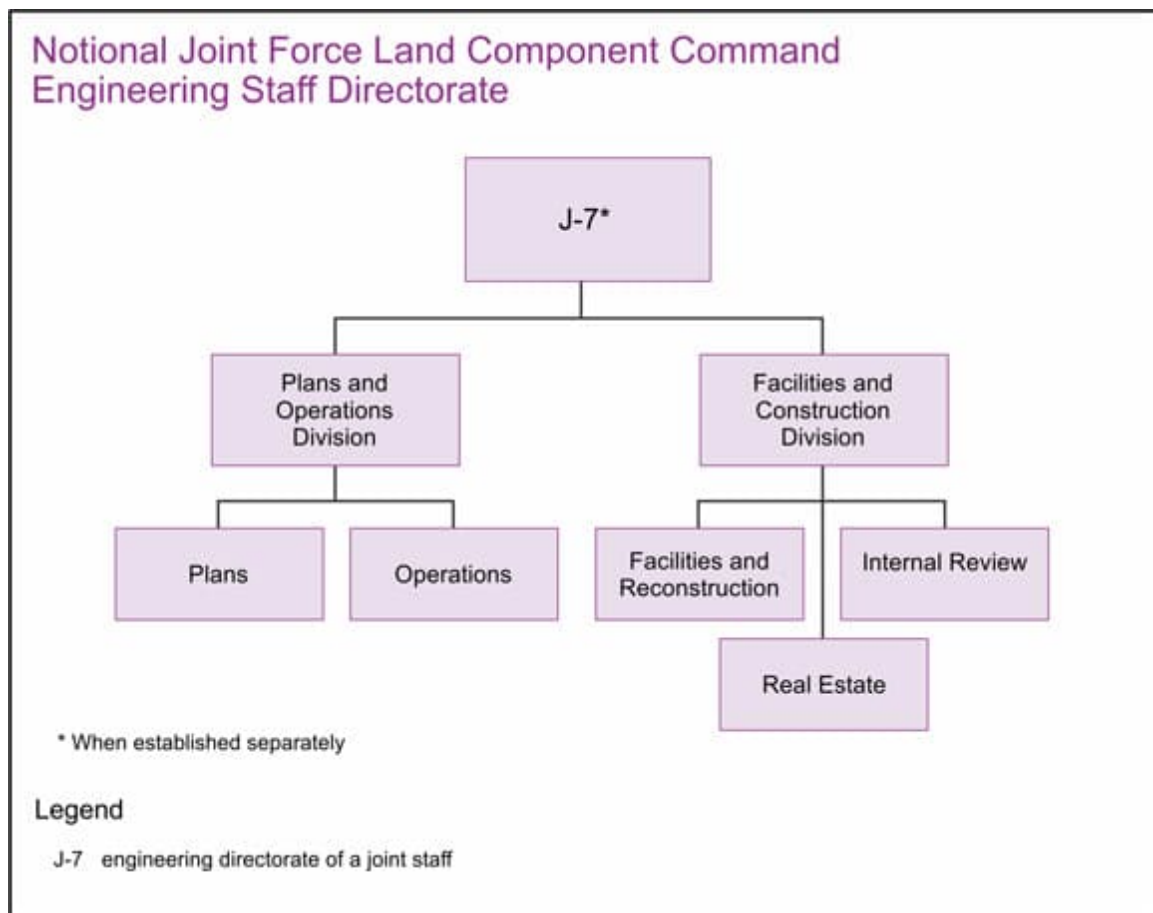 Notional Joint Force Land Component Command
Engineering Staff Directorate
J-7*
Plans and
Operations
Division
Facilities and
Construction
Division
Plans
Operations
Facilities and
Reconstruction
Internal Review
Real Estate
* When established separately
Legend
J-7 engineering directorate of a joint staff